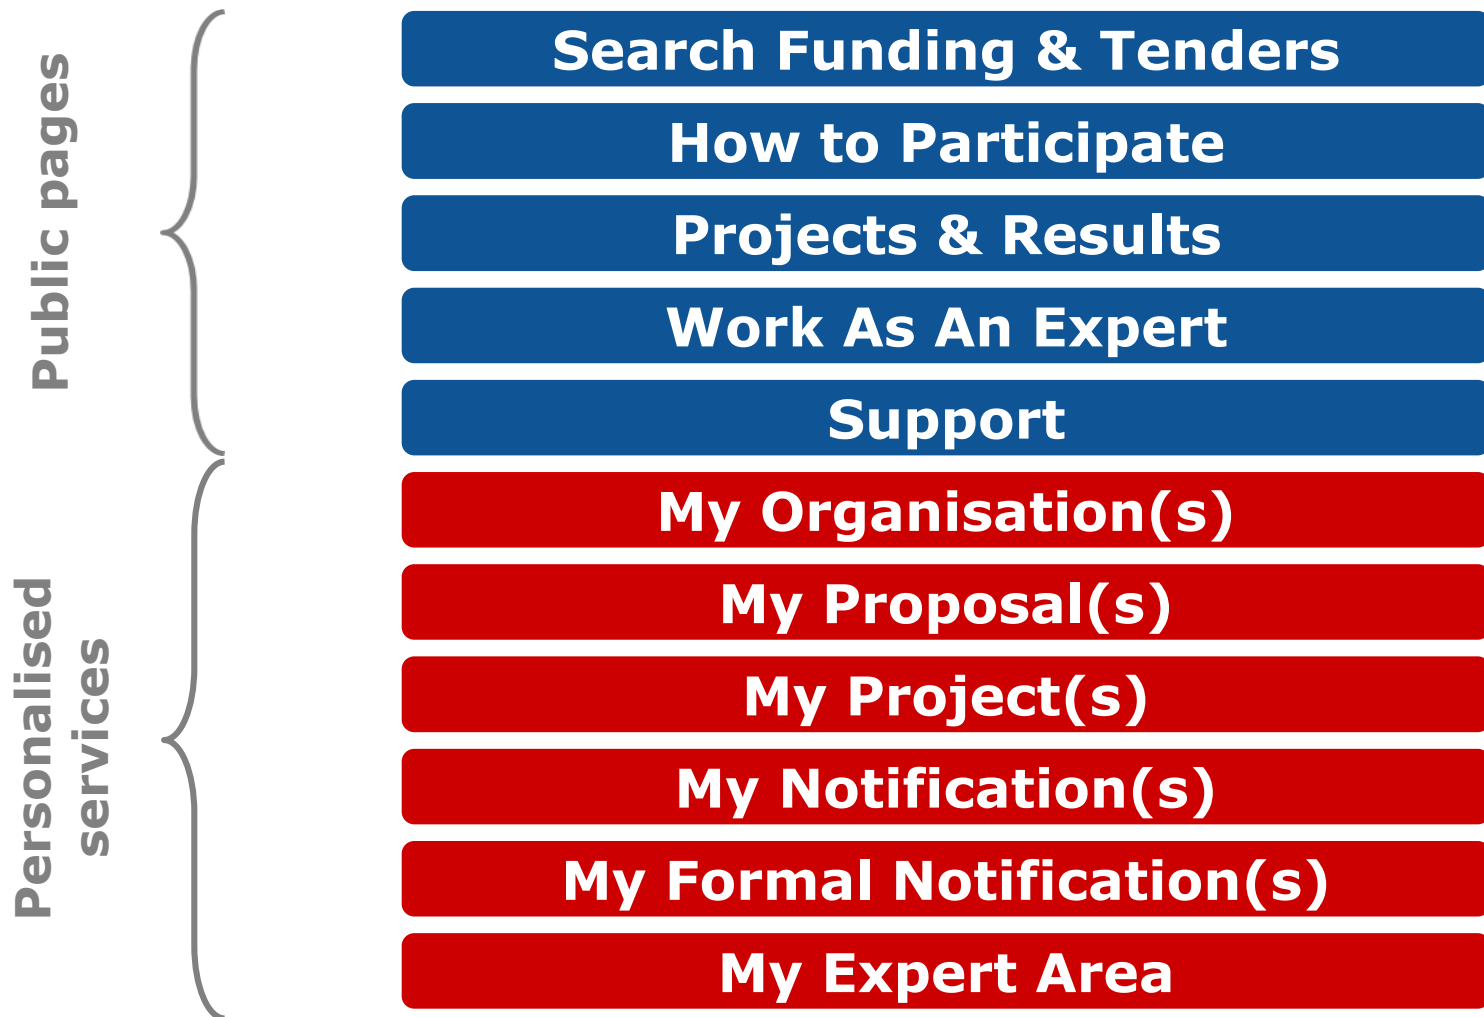 Public pages
Search Funding & Tenders
How to Participate
Projects & Results
Work As An Expert
Support
Personalised
services
My Organisation(s)
My Proposal(s)
My Project(s)
My Notification(s)
My Formal Notification(s)
My Expert Area